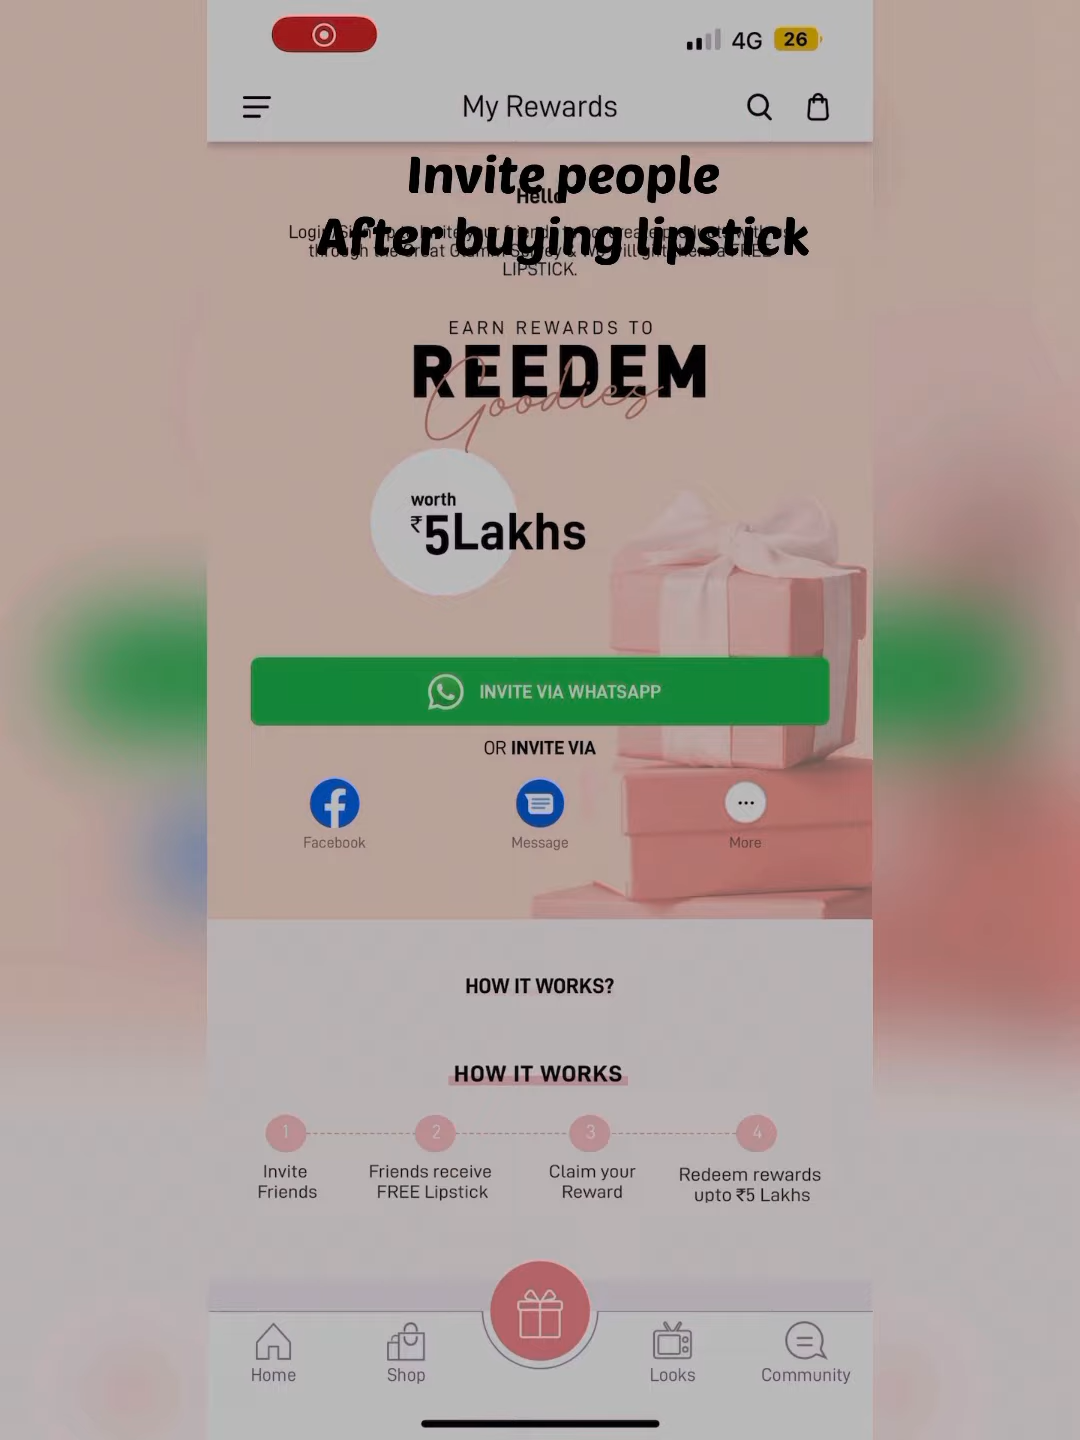 4G 26
My Rewards
Invite people
Hello
After buying lipstick
LIPSTICK.
EARN REWARDS TO
REEDEM
Goodies
worth
₹5Lakhs
INVITE VIA WHATSAPP
OR INVITE VIA
Facebook Message More
HOW IT WORKS?
HOW IT WORKS
1 2 3 4
Invite Friends receive Claim your Redeem rewards
Friends FREE Lipstick Reward upto ₹5 Lakhs
Home Shop Looks Community